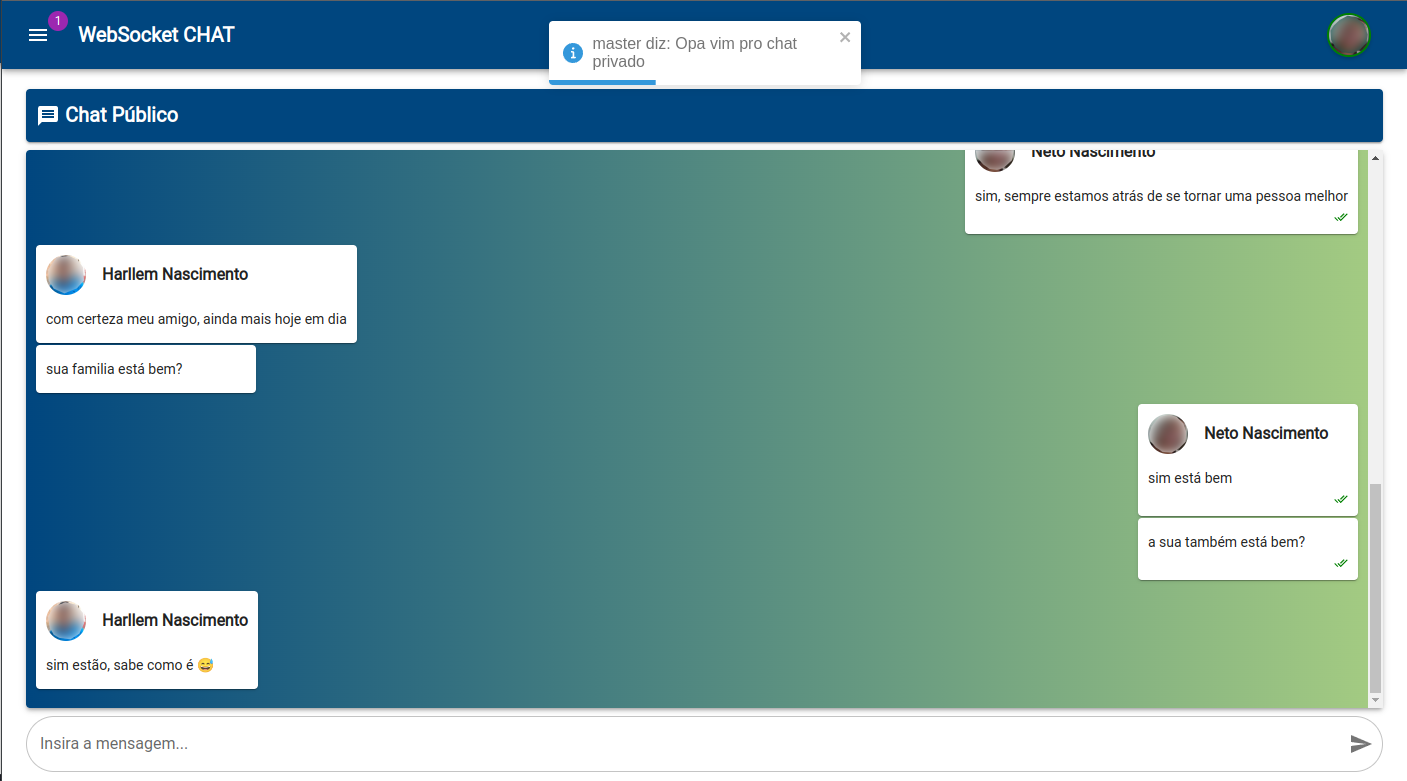 1
WebSocket CHAT
master diz: Opa vim pro chat
privado
Chat Público
Neto Nascimento
sim, sempre estamos atrás de se tornar uma pessoa melhor
Harllem Nascimento
com certeza meu amigo, ainda mais hoje em dia
sua familia está bem?
Neto Nascimento
sim está bem
a sua também está bem?
Harllem Nascimento
sim estão, sabe como é 😅
Insira a mensagem...